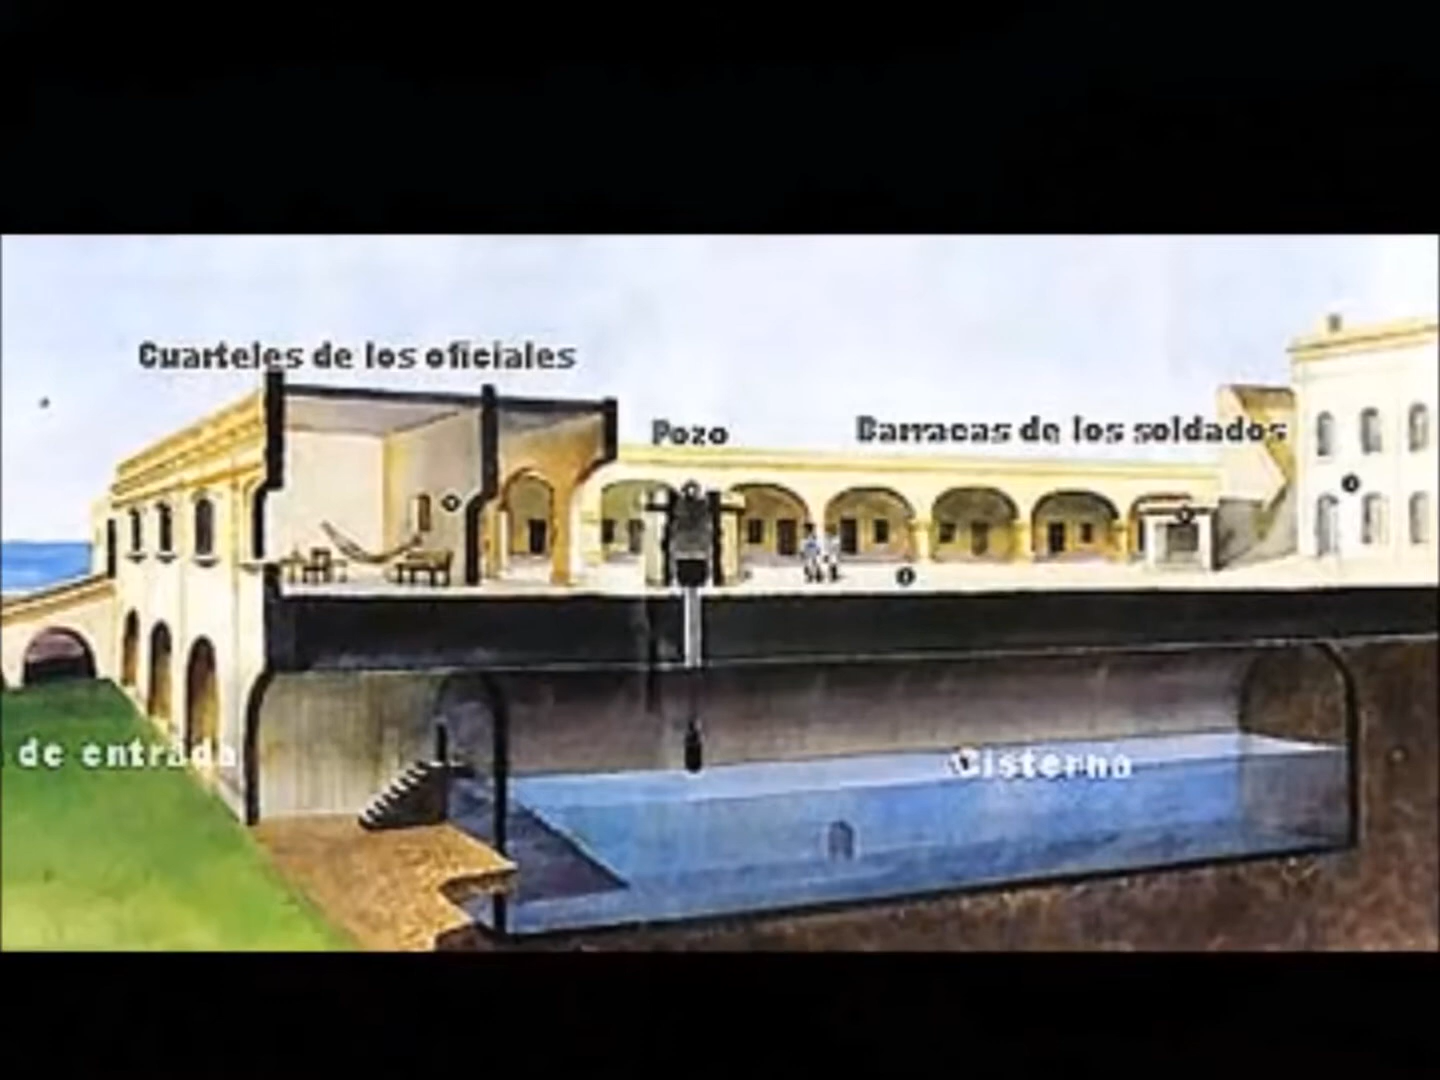 Cuarteles de los oficiales
Pozo
Barracas de los soldados
de entrada
Cisterna